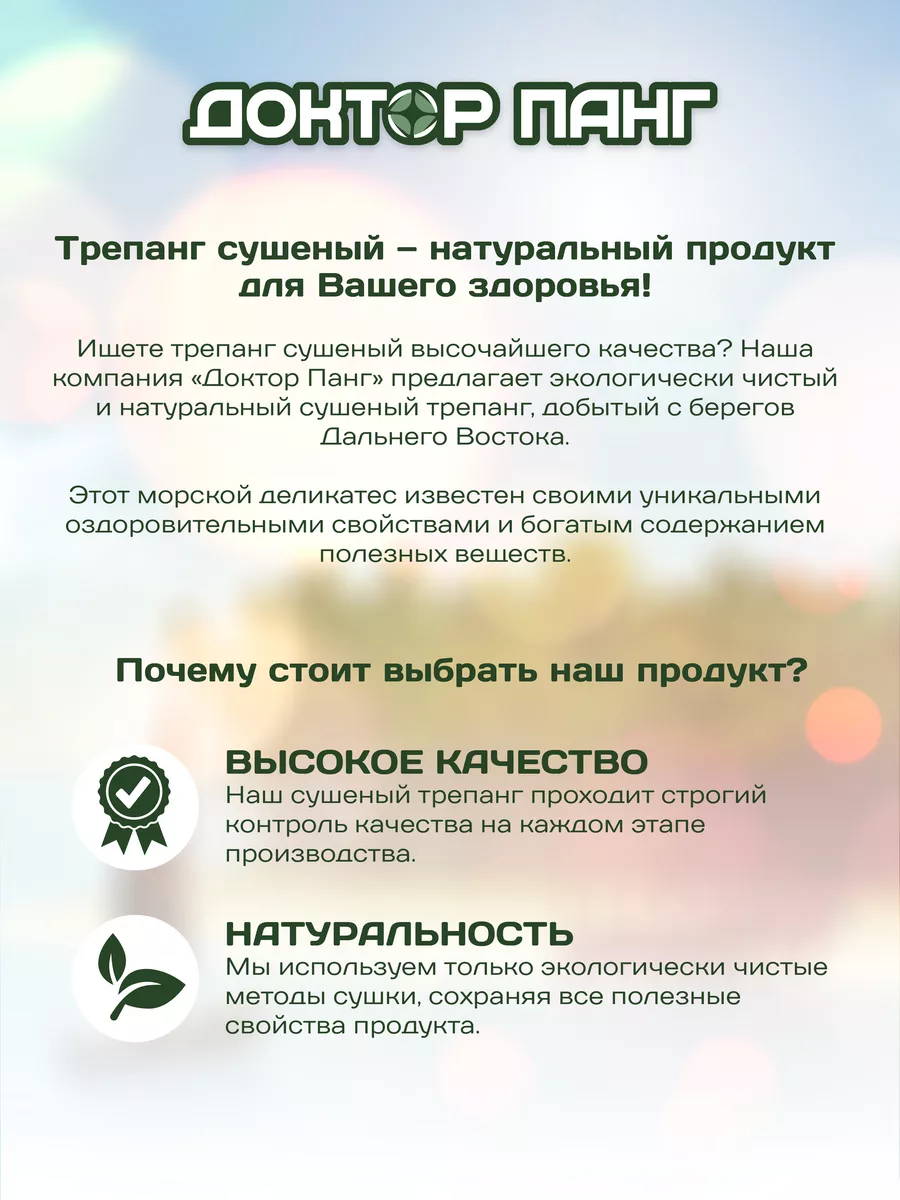 ДОКТОР ПАНГ
Трепанг сушеный – натуральный продукт
для Вашего здоровья!
Ищете трепанг сушеный высочайшего качества? Наша
компания «Доктор Панг» предлагает экологически чистый
и натуральный сушеный трепанг, добытый с берегов
Дальнего Востока.
Этот морской деликатес известен своими уникальными
оздоровительными свойствами и богатым содержанием
полезных веществ.
Почему стоит выбрать наш продукт?
ВЫСОКОЕ КАЧЕСТВО
Наш сушеный трепанг проходит строгий
контроль качества на каждом этапе
производства.
НАТУРАЛЬНОСТЬ
Мы используем только экологически чистые
методы сушки, сохраняя все полезные
свойства продукта.